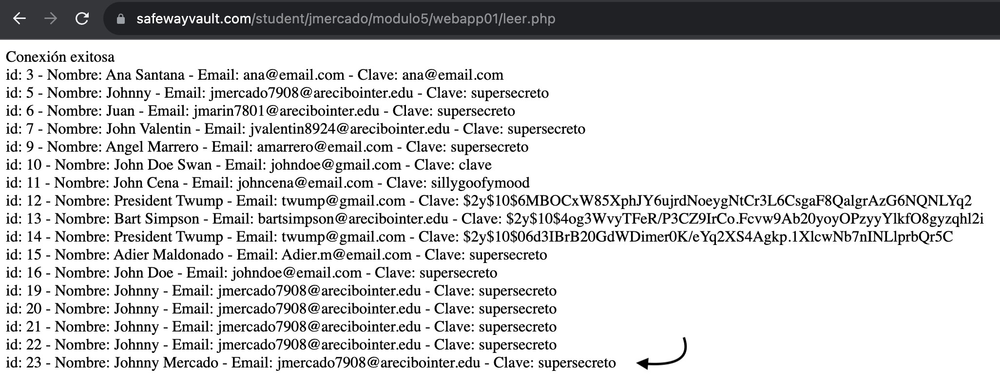 safewayvault.com/student/jmercado/modulo5/webapp01/leer.php
Conexión exitosa
id: 3 - Nombre: Ana Santana - Email: ana@email.com - Clave: ana@email.com
id: 5 - Nombre: Johnny - Email: jmercado7908@arecibointer.edu - Clave: supersecreto
id: 6 - Nombre: Juan - Email: jmarin7801@arecibointer.edu - Clave: supersecreto
id: 7 - Nombre: John Valentin - Email: jvalentin8924@arecibointer.edu - Clave: supersecreto
id: 9 - Nombre: Angel Marrero - Email: amarrero@email.com - Clave: supersecreto
id: 10 - Nombre: John Doe Swan - Email: johndoe@gmail.com - Clave: clave
id: 11 - Nombre: John Cena - Email: johncena@email.com - Clave: sillygoofymood
id: 12 - Nombre: President Twump - Email: twump@gmail.com - Clave: $2y$10$6MBOCxW85XphJY6ujrdNoeygNtCr3L6CsgaF8QalgrAzG6NQNLYq2
id: 13 - Nombre: Bart Simpson - Email: bartsimpson@arecibointer.edu - Clave: $2y$10$4og3WvyTFeR/P3CZ9IrCo.Fcvw9Ab20yoyOPzyyYlkfO8gyzqhl2i
id: 14 - Nombre: President Twump - Email: twump@gmail.com - Clave: $2y$10$06d3IBrB20GdWDimer0K/eYq2XS4Agkp.1XlcwNb7nINLlprbQr5C
id: 15 - Nombre: Adier Maldonado - Email: Adier.m@email.com - Clave: supersecreto
id: 16 - Nombre: John Doe - Email: johndoe@email.com - Clave: supersecreto
id: 19 - Nombre: Johnny - Email: jmercado7908@arecibointer.edu - Clave: supersecreto
id: 20 - Nombre: Johnny - Email: jmercado7908@arecibointer.edu - Clave: supersecreto
id: 21 - Nombre: Johnny - Email: jmercado7908@arecibointer.edu - Clave: supersecreto
id: 22 - Nombre: Johnny - Email: jmercado7908@arecibointer.edu - Clave: supersecreto
id: 23 - Nombre: Johnny Mercado - Email: jmercado7908@arecibointer.edu - Clave: supersecreto